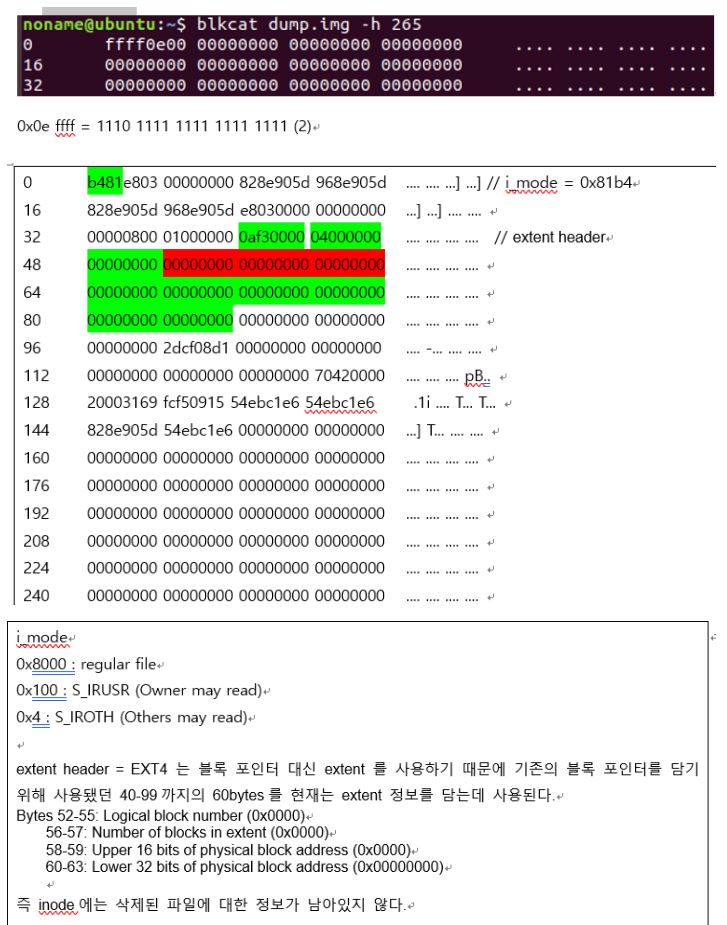 noname@ubuntu:~$ blkcat dump.img -h 265
0 ffff0e00 00000000 00000000 00000000 .... .... .... ....
16 00000000 00000000 00000000 00000000 .... .... .... ....
32 00000000 00000000 00000000 00000000 .... .... .... ....
0x0e ffff = 1110 1111 1111 1111 1111 (2)
0 b481e803 00000000 828e905d 968e905d .... .... ...] ...] // i_mode = 0x81b4
16 828e905d 968e905d e8030000 00000000 ...] ...] .... ....
32 00000800 01000000 0af30000 04000000 .... .... .... .... // extent header
48 00000000 00000000 00000000 00000000 .... .... .... ....
64 00000000 00000000 00000000 00000000 .... .... .... ....
80 00000000 00000000 00000000 00000000 .... .... .... ....
96 00000000 2dcf08d1 00000000 00000000 .... -... .... ....
112 00000000 00000000 00000000 70420000 .... .... .... pB..
128 20003169 fcf50915 54ebc1e6 54ebc1e6 .1i .... T... T...
144 828e905d 54ebc1e6 00000000 00000000 ...] T... .... ....
160 00000000 00000000 00000000 00000000 .... .... .... ....
176 00000000 00000000 00000000 00000000 .... .... .... ....
192 00000000 00000000 00000000 00000000 .... .... .... ....
208 00000000 00000000 00000000 00000000 .... .... .... ....
224 00000000 00000000 00000000 00000000 .... .... .... ....
240 00000000 00000000 00000000 00000000 .... .... .... ....
i_mode
0x8000 : regular file
0x100 : S_IRUSR (Owner may read)
0x4 : S_IROTH (Others may read)
extent header = EXT4 는 블록 포인터 대신 extent 를 사용하기 때문에 기존의 블록 포인터를 담기
위해 사용됐던 40-99 까지의 60bytes 를 현재는 extent 정보를 담는데 사용된다.
Bytes 52-55: Logical block number (0x0000)
56-57: Number of blocks in extent (0x0000)
58-59: Upper 16 bits of physical block address (0x0000)
60-63: Lower 32 bits of physical block address (0x00000000)
즉 inode 에는 삭제된 파일에 대한 정보가 남아있지 않다.